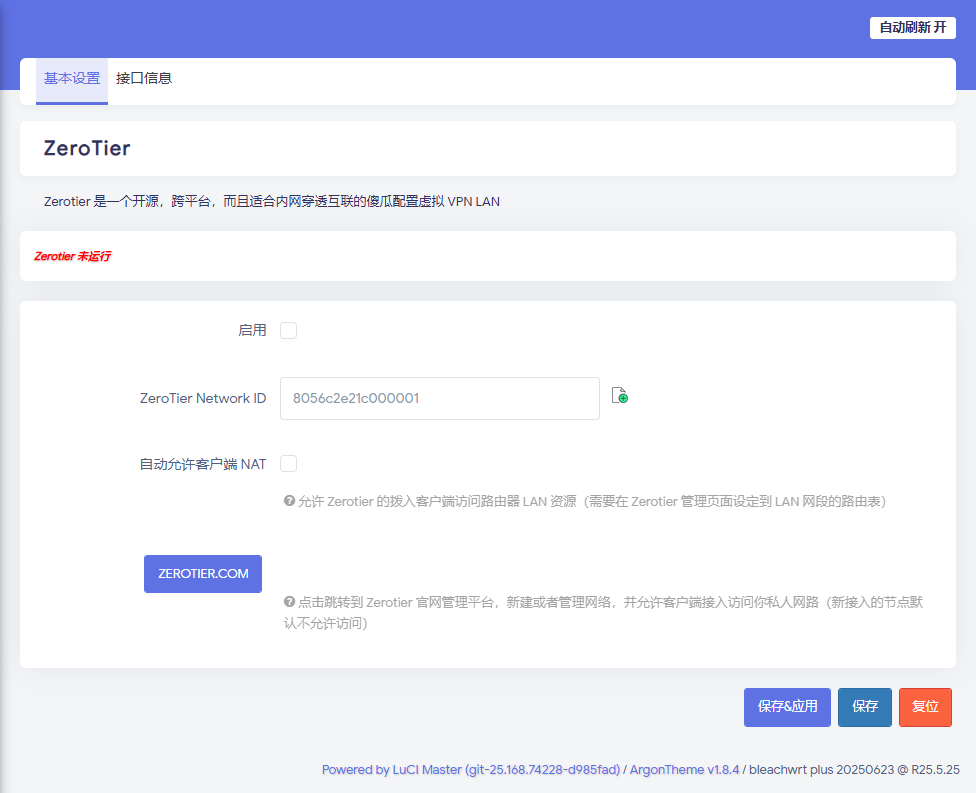 自动刷新 开
基本设置 接口信息
ZeroTier
Zerotier 是一个开源，跨平台，而且适合内网穿透互联的傻瓜配置虚拟 VPN LAN
Zerotier 未运行
启用
ZeroTier Network ID 8056c2e21c000001
自动允许客户端 NAT
允许 Zerotier 的拨入客户端访问路由器 LAN 资源（需要在 Zerotier 管理页面设定到 LAN 网段的路由表）
ZEROTIER.COM
点击跳转到 Zerotier 官网管理平台，新建或者管理网络，并允许客户端接入访问你私人网路（新接入的节点默
认不允许访问）
保存&应用 保存 复位
Powered by LuCI Master (git-25.168.74228-d985fad) / ArgonTheme v1.8.4 / bleachwrt plus 20250623 @ R25.5.25